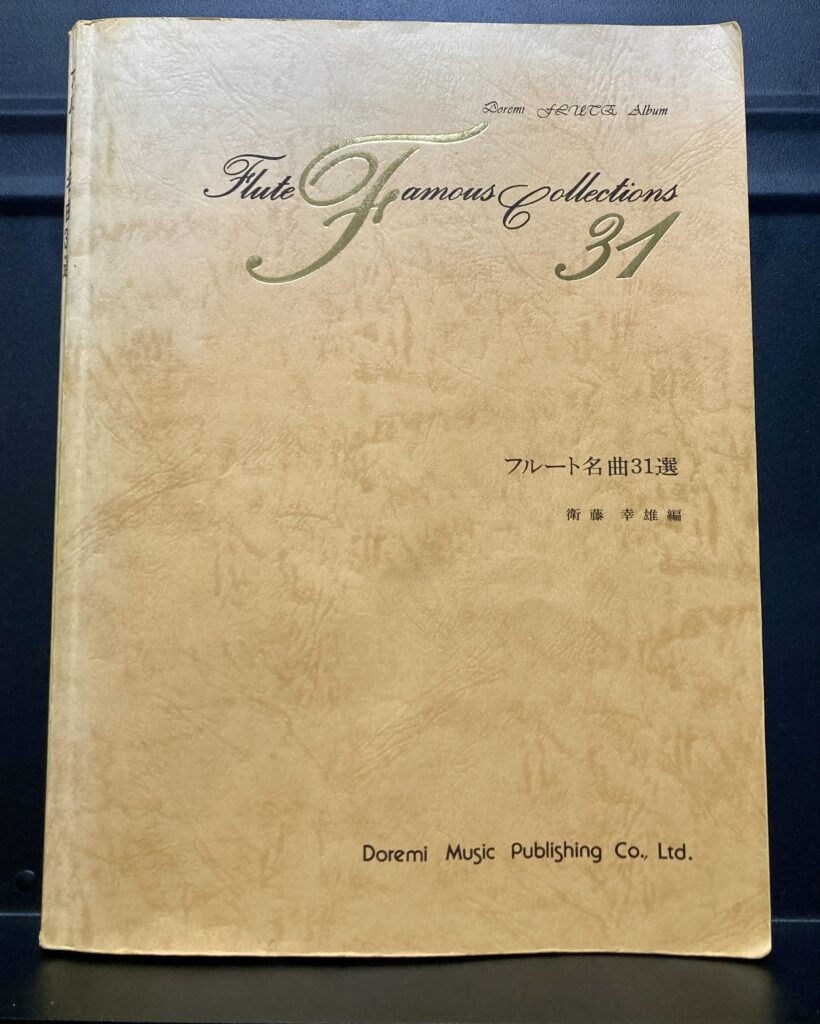 Doremi FLUTE Album
Flute Famous Collections
31
フルート名曲31選
衛藤 幸雄編
Doremi Music Publishing Co., Ltd.